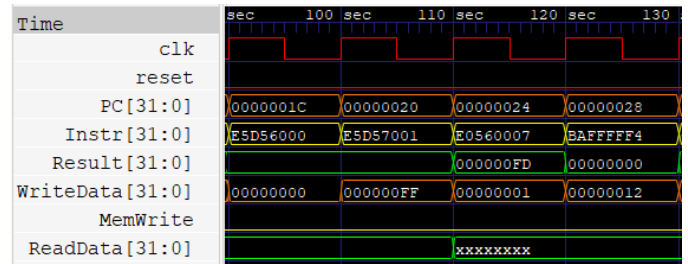 Time sec 100 sec 110 sec 120 sec 130
clk
reset
PC[31:0] 0000001C 00000020 00000024 00000028
Instr[31:0] E5D56000 E5D57001 E0560007 BAFFFFF4
Result[31:0] 000000FD 00000000
WriteData[31:0] 00000000 000000FF 00000001 00000012
MemWrite
ReadData[31:0] xxxxxxxx